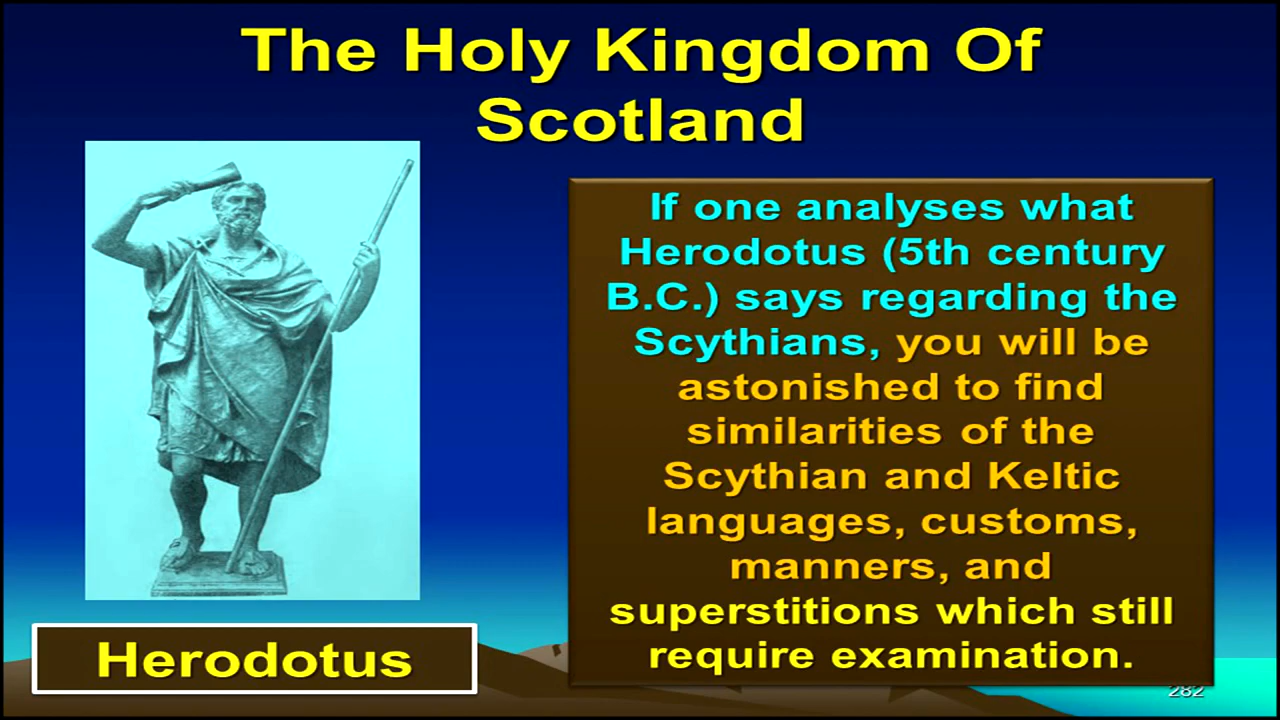 The Holy Kingdom Of
Scotland
If one analyses what
Herodotus (5th century
B.C.) says regarding the
Scythians, you will be
astonished to find
similarities of the
Scythian and Keltic
languages, customs,
manners, and
superstitions which still
require examination.
Herodotus
282